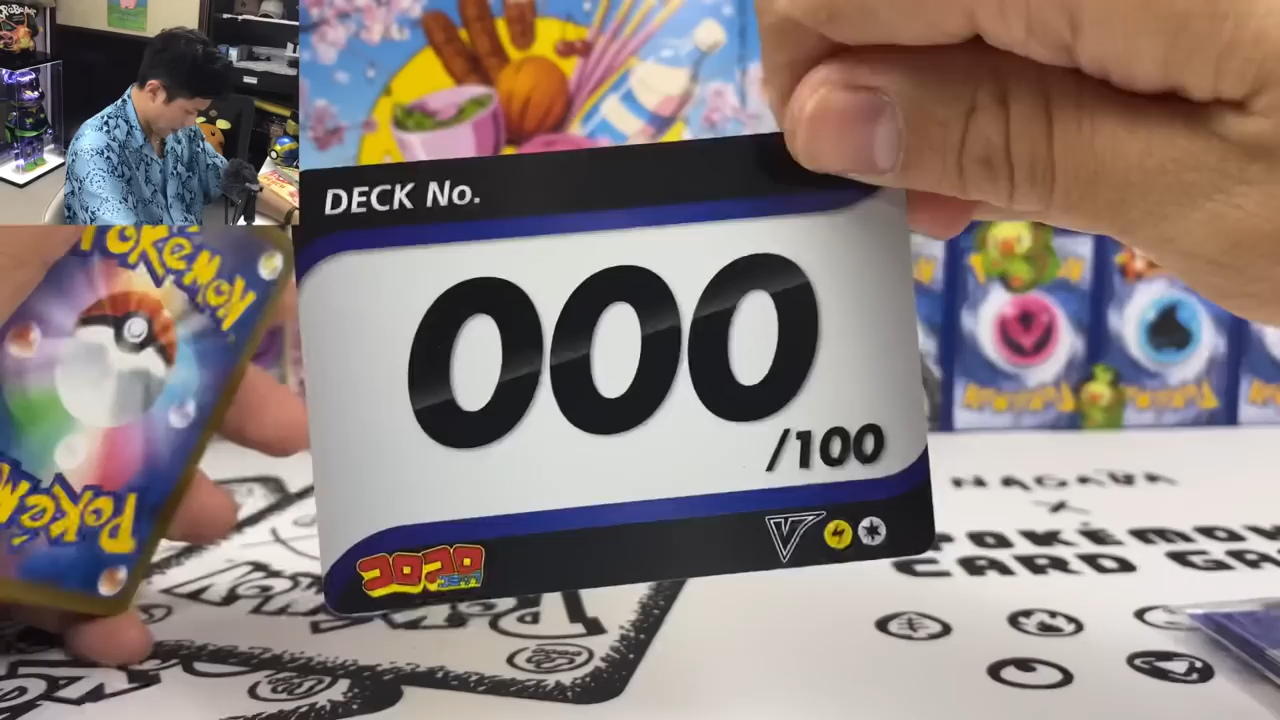 DECK No.
000
/100
コロコロ
POKéMON
POKéMON
NAGABA
X
POKÉMON
CARD GA